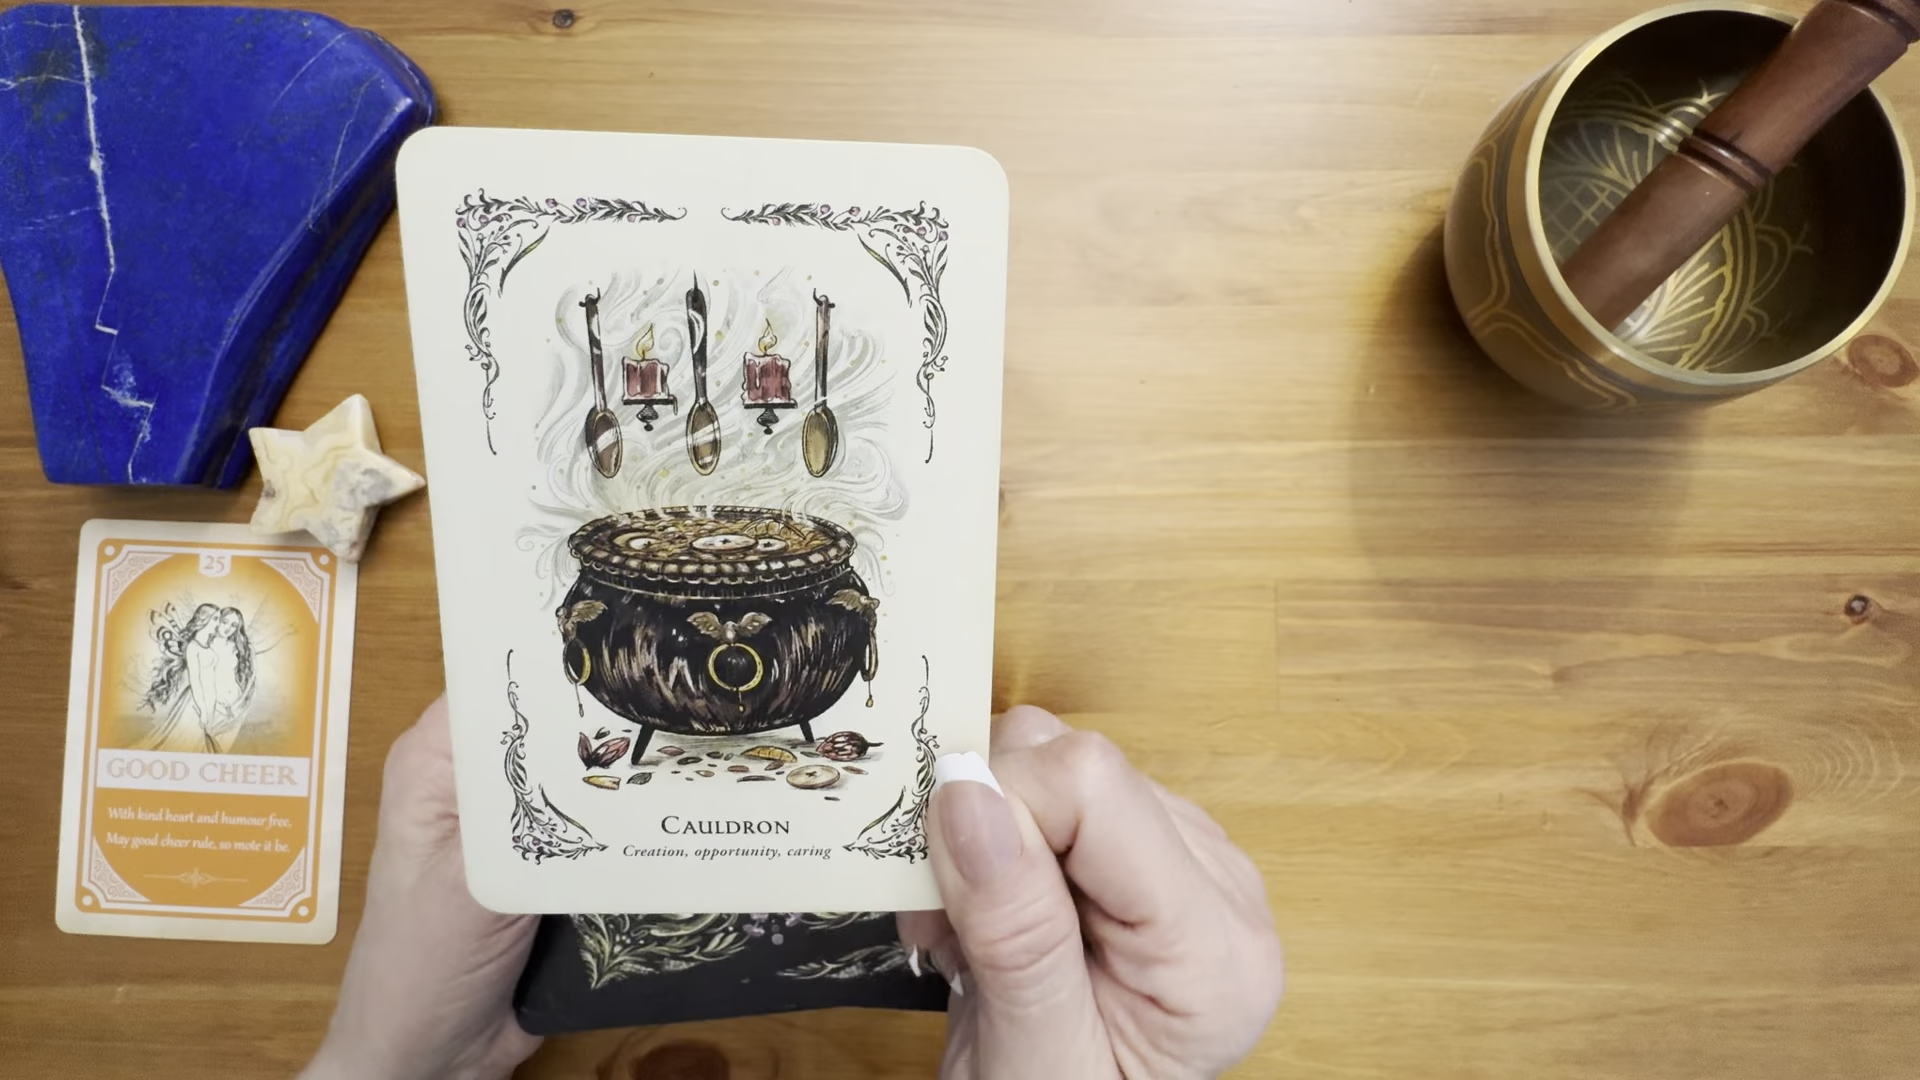 CAULDRON
Creation, opportunity, caring
25
GOOD CHEER
With kind heart and humour free,
May good cheer rule, so mote it be.